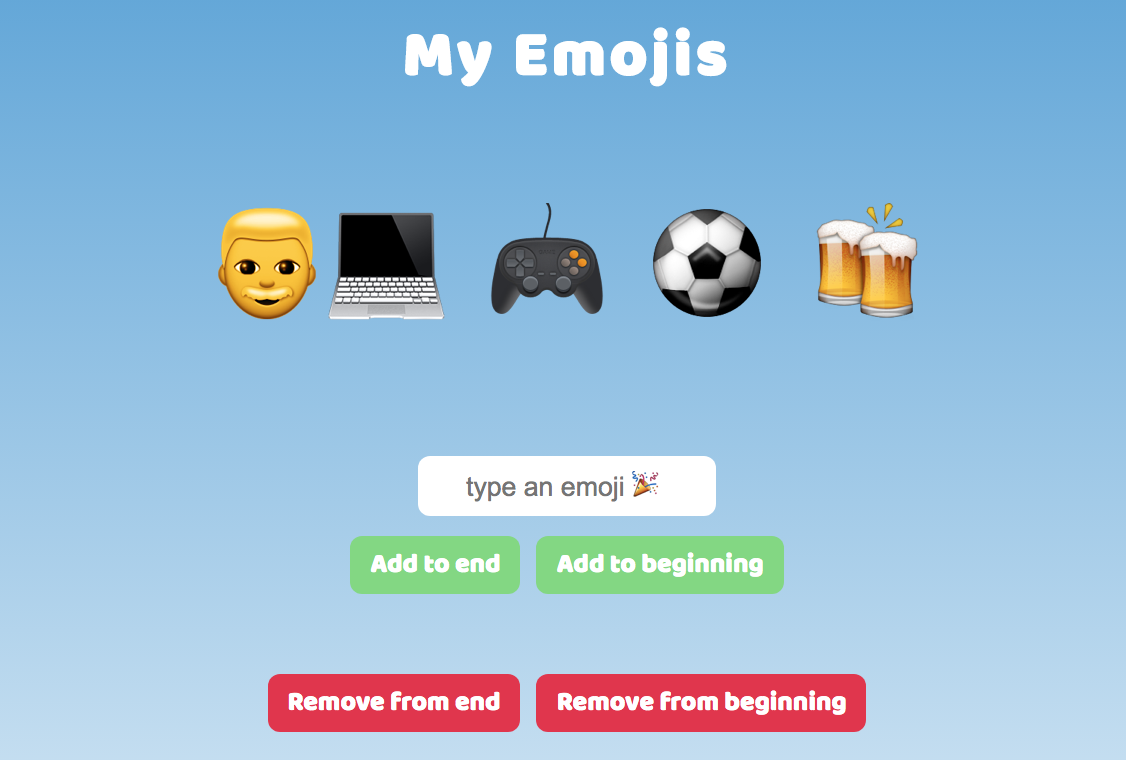 My Emojis
type an emoji 🎉
Add to end
Add to beginning
Remove from end
Remove from beginning